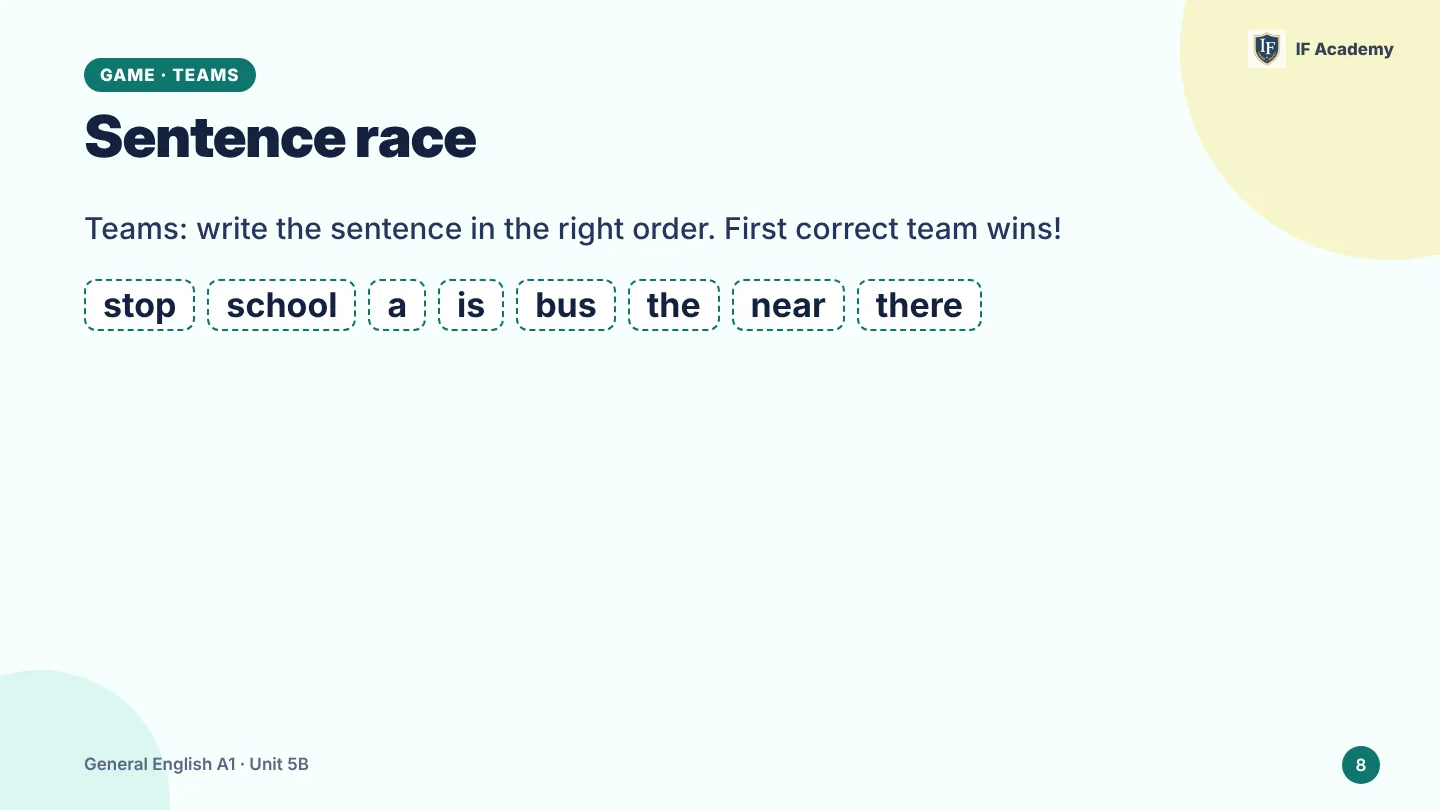 IF Academy
GAME · TEAMS
Sentence race
Teams: write the sentence in the right order. First correct team wins!
stop school a is bus the near there
General English A1 · Unit 5B
8